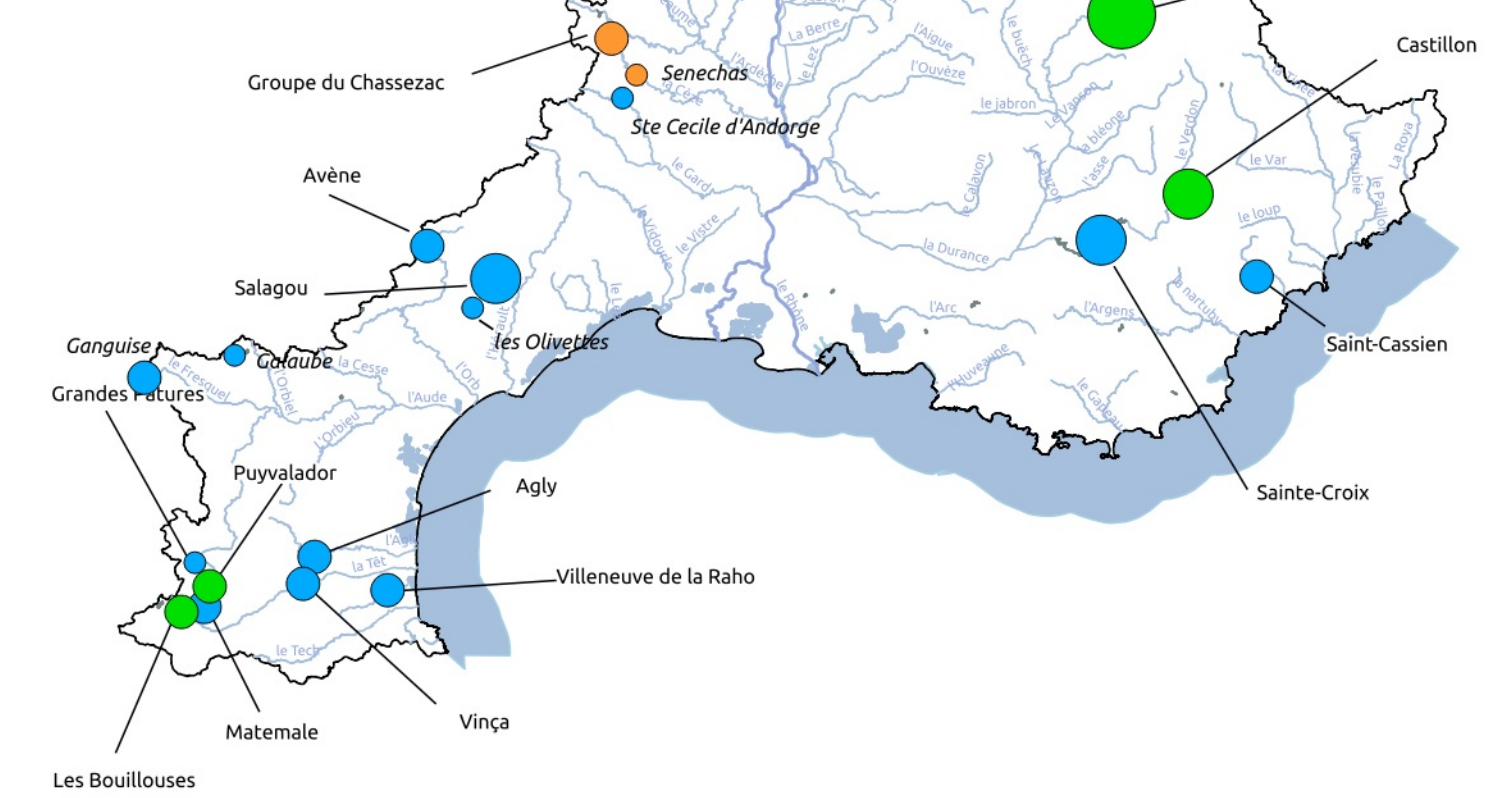 La Berre
l'Aigue
le buëch
Castillon
l'Ardèche
le Lez
l'Ouvèze
Groupe du Chassezac
Senechas
la Cèze
le jabron
Le Vançon
la bléone
le Verdon
Ste Cecile d'Andorge
La Roya
le Var
l'asse
Avène
le Gard
le Calavon
le Paillon
le loup
le Vidourle
le Vistre
la Durance
Salagou
le Rhône
l'Arc
l'Argens
la nartuby
les Olivettes
Saint-Cassien
Ganguise
Galaube
la Cesse
le Fresquel
l'Orbiel
l'Orb
l'Huveaune
Grandes Patures
l'Aude
le Gapeau
l'Orbieu
Puyvalador
Agly
Sainte-Croix
la Têt
Villeneuve de la Raho
le Tech
Vinça
Matemale
Les Bouillouses